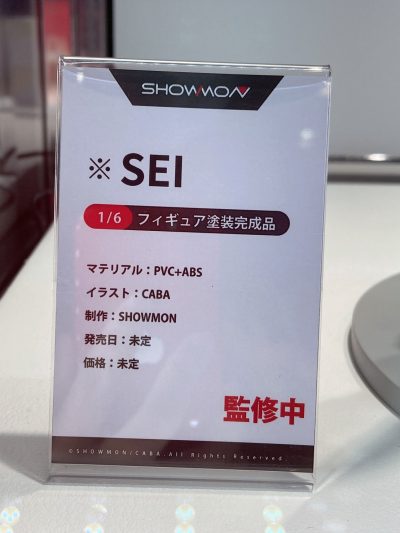 SHOWMON
※ SEI
1/6 フィギュア塗装完成品
マテリアル：PVC+ABS
イラスト：CABA
制作：SHOWMON
発売日：未定
価格：未定
監修中
©SHOWMON/CABA.All Rights Reserved.